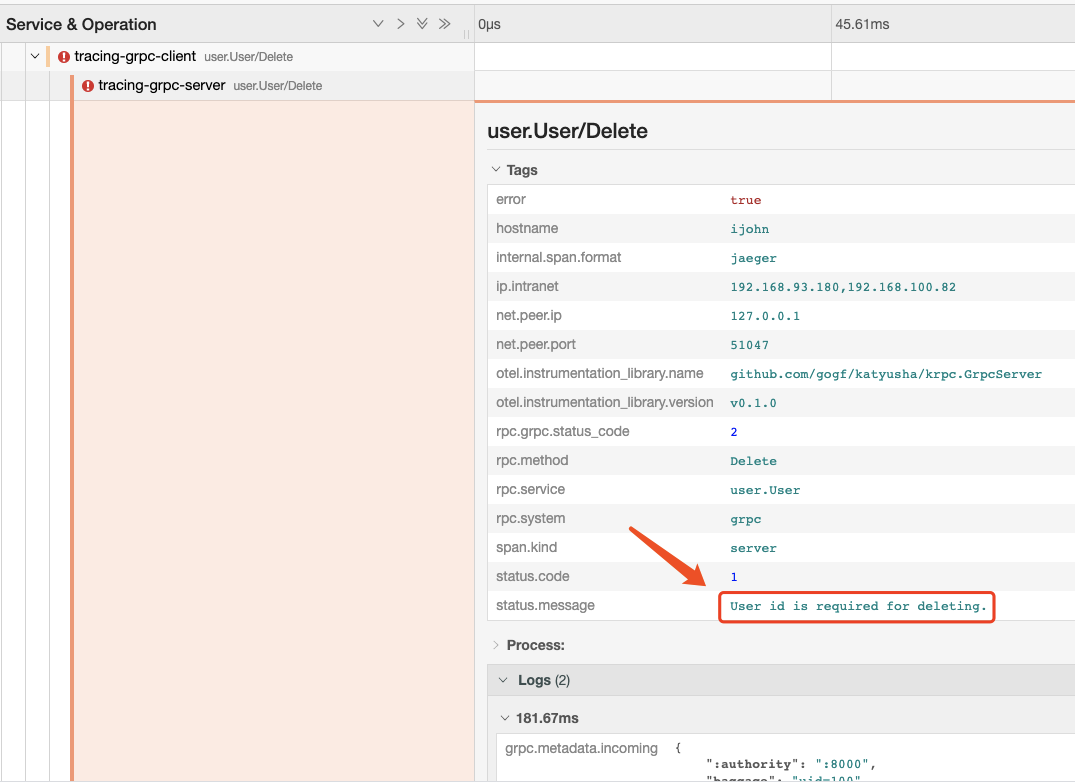 Service & Operation 0μs 45.61ms
tracing-grpc-client user.User/Delete
tracing-grpc-server user.User/Delete
user.User/Delete
Tags
error true
hostname ijohn
internal.span.format jaeger
ip.intranet 192.168.93.180,192.168.100.82
net.peer.ip 127.0.0.1
net.peer.port 51047
otel.instrumentation_library.name github.com/gogf/katyusha/krpc.GrpcServer
otel.instrumentation_library.version v0.1.0
rpc.grpc.status_code 2
rpc.method Delete
rpc.service user.User
rpc.system grpc
span.kind server
status.code 1
status.message User id is required for deleting.
Process:
Logs (2)
181.67ms
grpc.metadata.incoming {
":authority": ":8000",
"baggage": "uid=100"